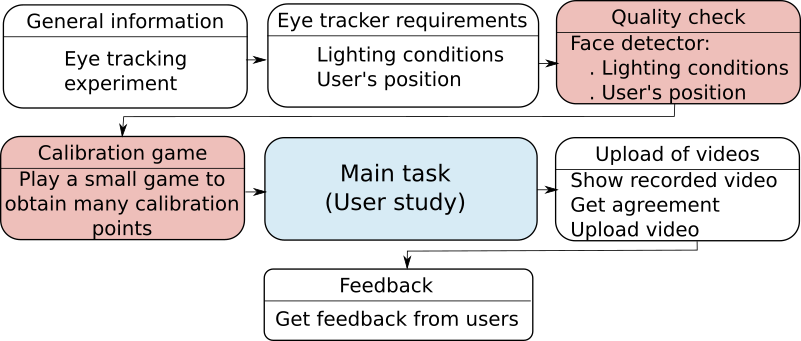 General information
Eye tracking
experiment
Eye tracker requirements
Lighting conditions
User's position
Quality check
Face detector:
. Lighting conditions
. User's position
Calibration game
Play a small game to
obtain many calibration
points
Main task
(User study)
Upload of videos
Show recorded video
Get agreement
Upload video
Feedback
Get feedback from users